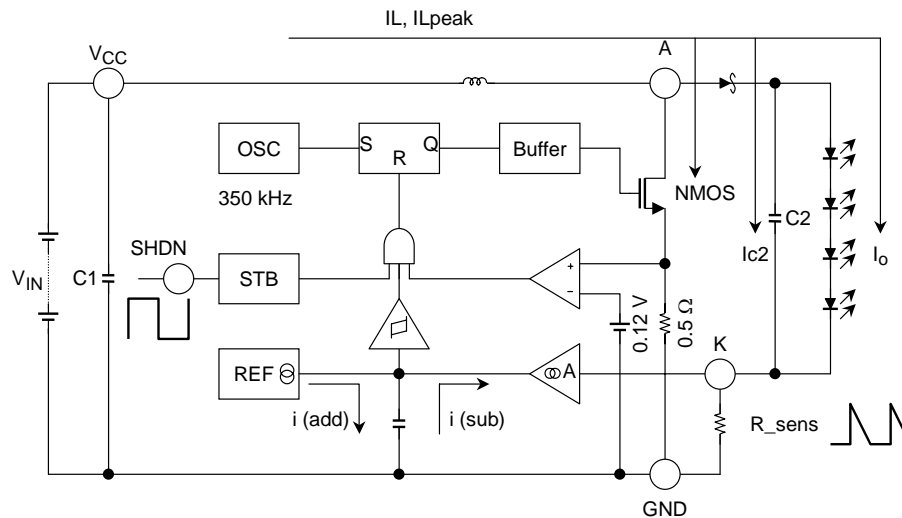 IL, ILpeak
VCC
A
OSC
S
R
Q
Buffer
350 kHz
NMOS
SHDN
VIN
C1
STB
+
−
0.12 V
0.5 Ω
Ic2
C2
Io
REF
A
K
i (add)
i (sub)
R_sens
GND